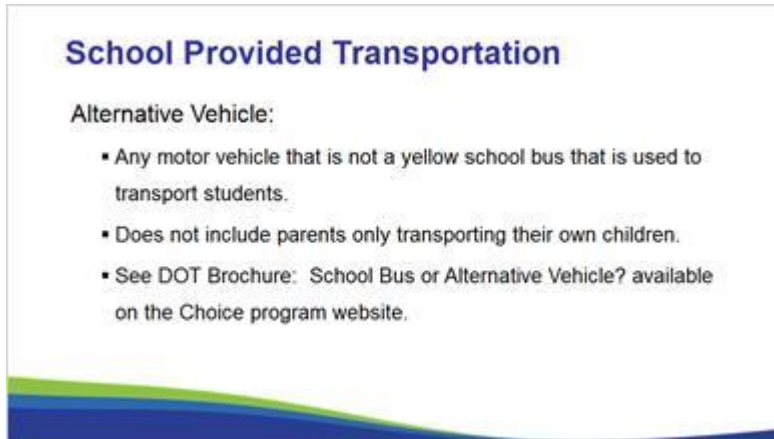 School Provided Transportation
Alternative Vehicle:
▪ Any motor vehicle that is not a yellow school bus that is used to
transport students.
▪ Does not include parents only transporting their own children.
▪ See DOT Brochure:  School Bus or Alternative Vehicle? available
on the Choice program website.